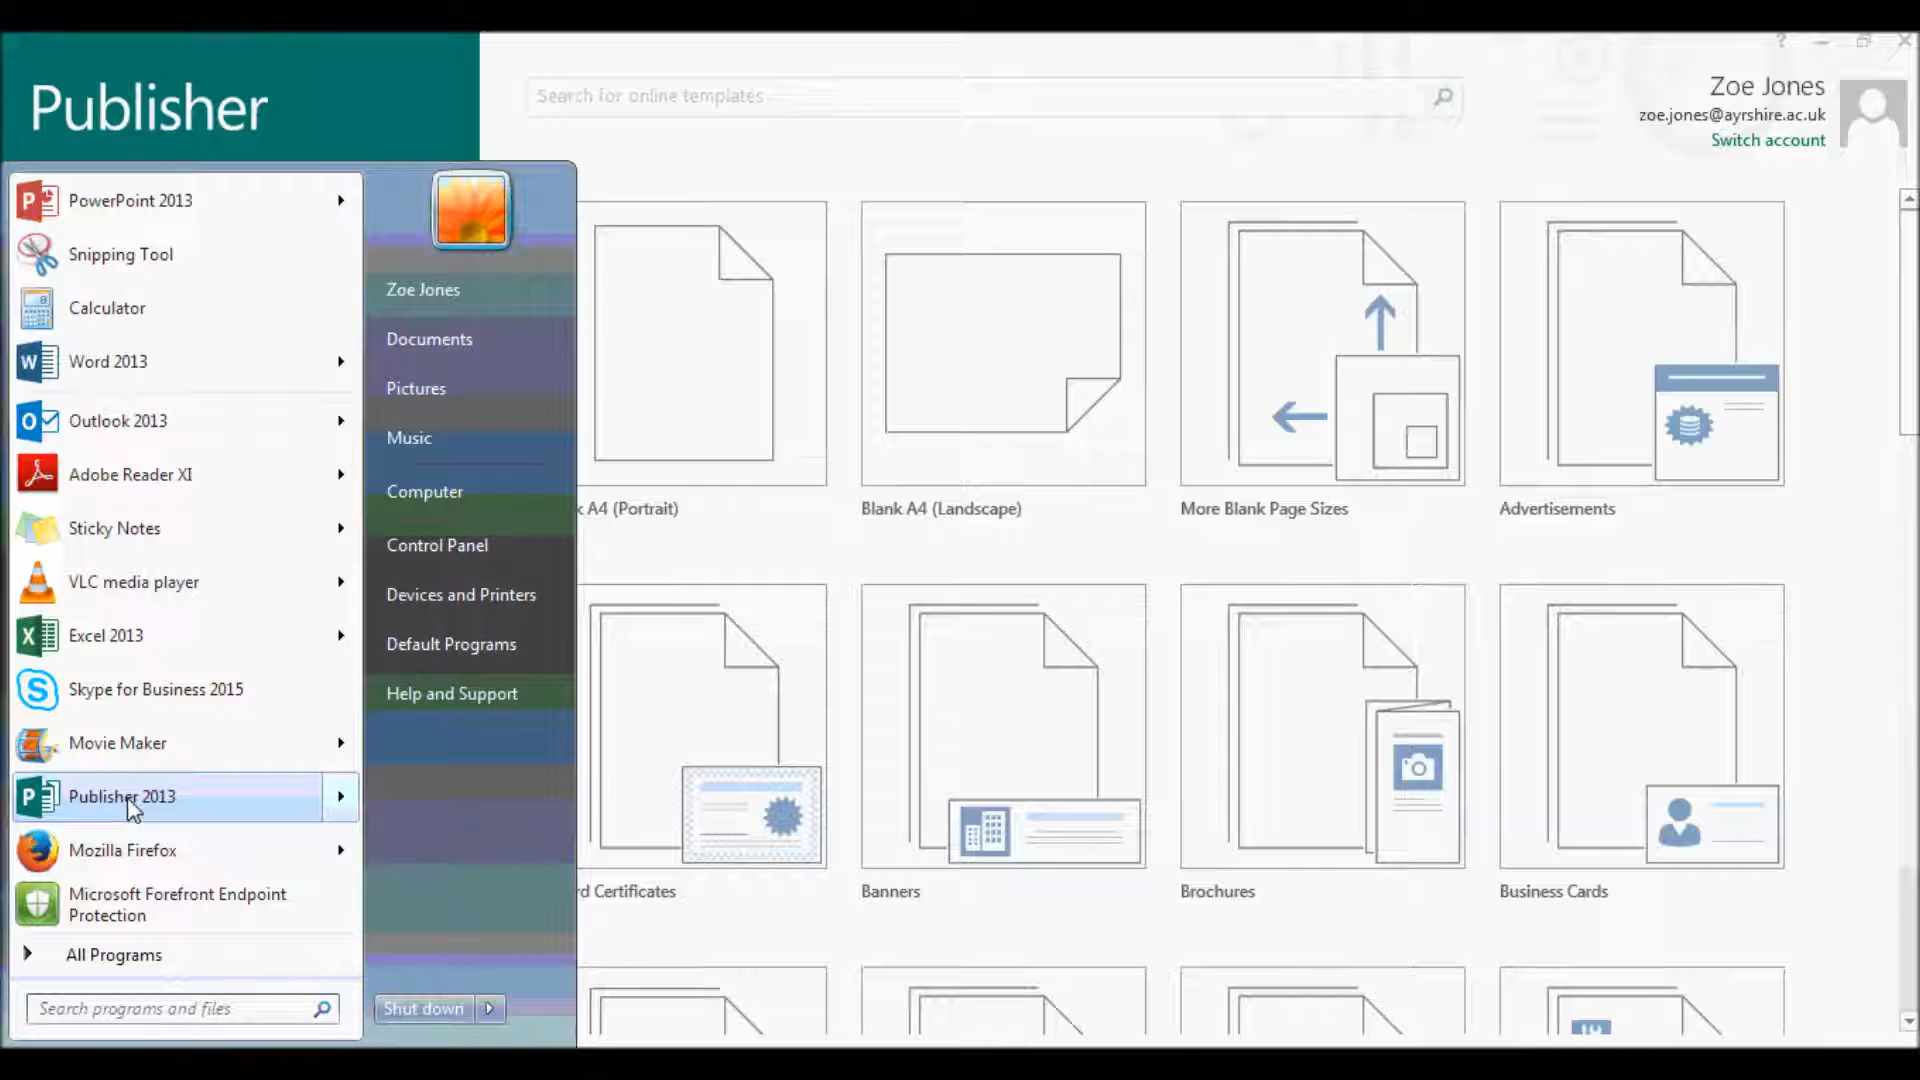 Publisher
Search for online templates
?
Zoe Jones
zoe.jones@ayrshire.ac.uk
Switch account
PowerPoint 2013
Snipping Tool
Calculator
Word 2013
Outlook 2013
Adobe Reader XI
Sticky Notes
VLC media player
Excel 2013
Skype for Business 2015
Movie Maker
Publisher 2013
Mozilla Firefox
Microsoft Forefront Endpoint
Protection
All Programs
Search programs and files
Zoe Jones
Documents
Pictures
Music
Computer
Control Panel
Devices and Printers
Default Programs
Help and Support
Shut down
k A4 (Portrait)
Blank A4 (Landscape)
More Blank Page Sizes
Advertisements
rd Certificates
Banners
Brochures
Business Cards